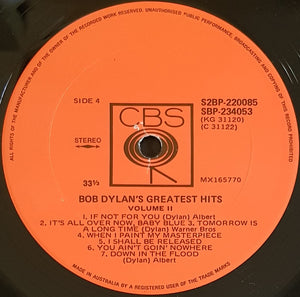 ALL RIGHTS OF THE MANUFACTURER AND OF THE OWNER OF THE RECORDED WORK RESERVED. UNAUTHORISED PUBLIC PERFORMANCE, BROADCASTING AND COPYING OF THIS RECORD PROHIBITED
CBS
SIDE 4
S2BP-220085
SBP-234053
(KG 31120)
(C 31122)
STEREO
33⅓
MX165770
BOB DYLAN'S GREATEST HITS
VOLUME II
1. IF NOT FOR YOU (Dylan) Albert
2. IT'S ALL OVER NOW, BABY BLUE 3. TOMORROW IS
A LONG TIME (Dylan) Warner Bros
4. WHEN I PAINT MY MASTERPIECE
5. I SHALL BE RELEASED
6. YOU AIN'T GOIN' NOWHERE
7. DOWN IN THE FLOOD
(Dylan) Albert
MADE IN AUSTRALIA BY A REGISTERED USER OF THE TRADE MARKS